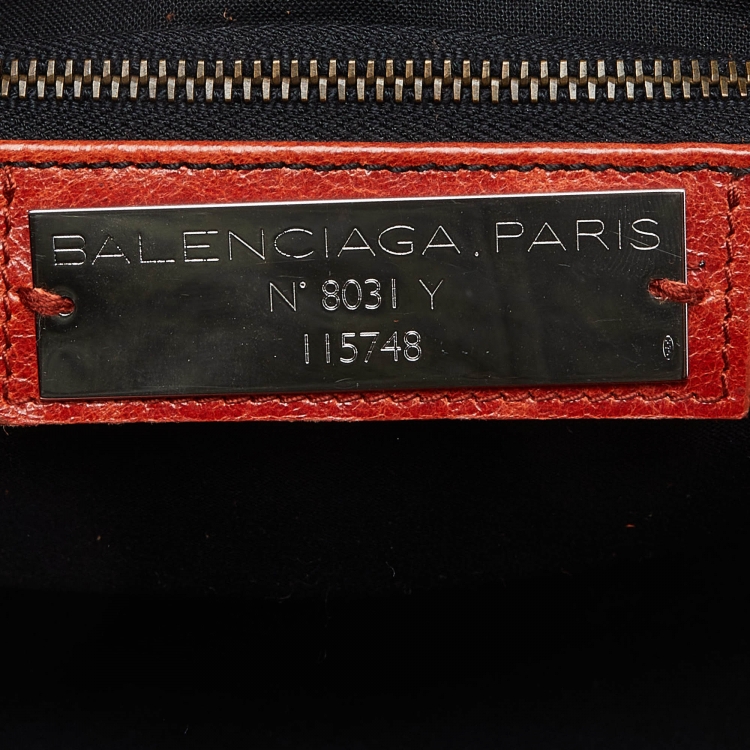 BALENCIAGA. PARIS
N° 8031 Y
115748